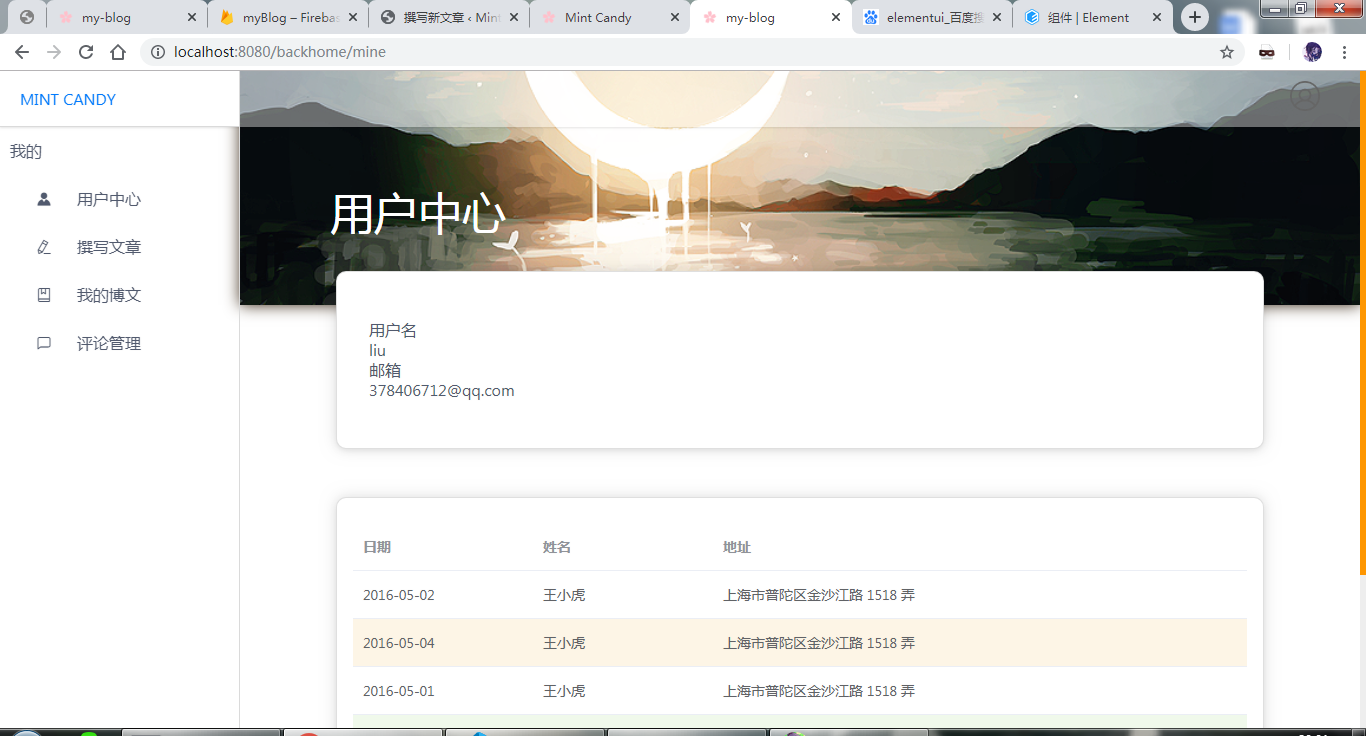 my-blog
myBlog – Firebas
撰写新文章 ‹ Mint
Mint Candy
my-blog
elementui_百度搜
组件 | Element
localhost:8080/backhome/mine
MINT CANDY
我的
用户中心
撰写文章
我的博文
评论管理
用户中心
用户名
liu
邮箱
378406712@qq.com
日期 姓名 地址
2016-05-02 王小虎 上海市普陀区金沙江路 1518 弄
2016-05-04 王小虎 上海市普陀区金沙江路 1518 弄
2016-05-01 王小虎 上海市普陀区金沙江路 1518 弄